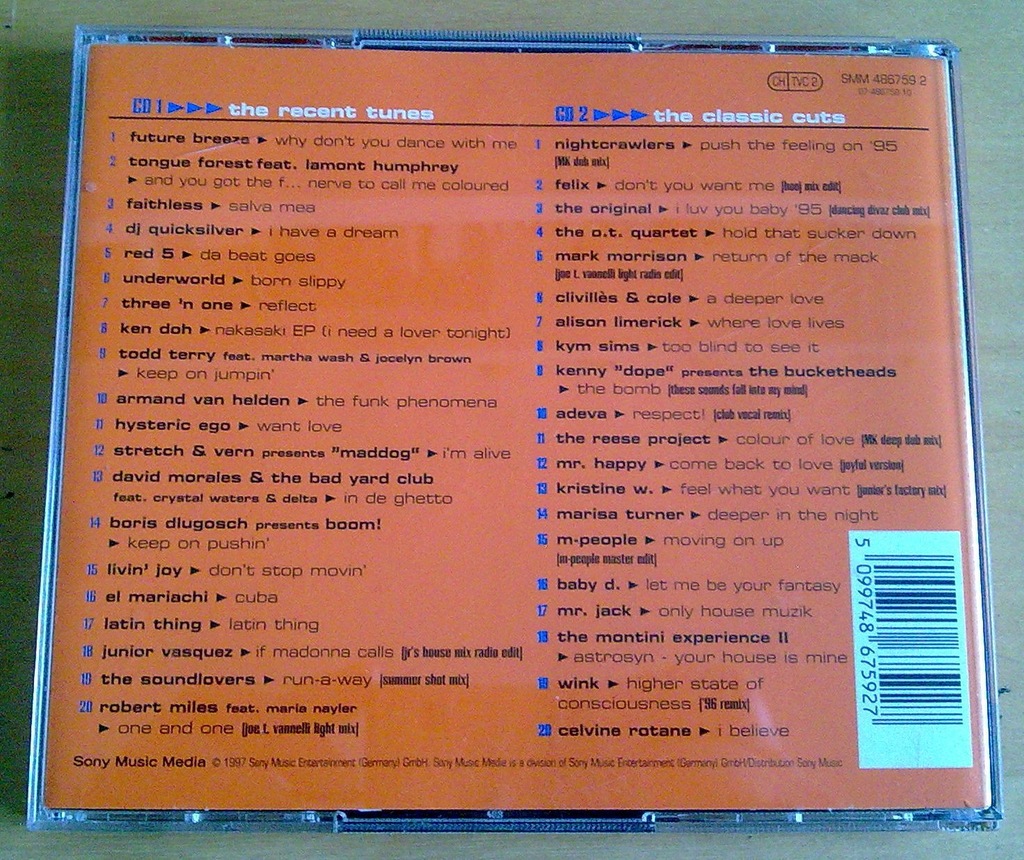 CH TVC 2 SMM 486759 2
07-486759-10
CD 1 ►►► the recent tunes
1 future breeze ► why don't you dance with me
2 tongue forest feat. lamont humphrey
► and you got the f... nerve to call me coloured
3 faithless ► salva mea
4 dj quicksilver ► i have a dream
5 red 5 ► da beat goes
6 underworld ► born slippy
7 three 'n one ► reflect
8 ken doh ► nakasaki EP (i need a lover tonight)
9 todd terry feat. martha wash & jocelyn brown
► keep on jumpin'
10 armand van helden ► the funk phenomena
11 hysteric ego ► want love
12 stretch & vern presents "maddog" ► i'm alive
13 david morales & the bad yard club
feat. crystal waters & delta ► in de ghetto
14 boris dlugosch presents boom!
► keep on pushin'
15 livin' joy ► don't stop movin'
16 el mariachi ► cuba
17 latin thing ► latin thing
18 junior vasquez ► if madonna calls [jr's house mix radio edit]
19 the soundlovers ► run-a-way [summer shot mix]
20 robert miles feat. maria nayler
► one and one [joe t. vannelli light mix]
CD 2 ►►► the classic cuts
1 nightcrawlers ► push the feeling on '95
[MK dub mix]
2 felix ► don't you want me [hooj mix edit]
3 the original ► i luv you baby '95 [dancing divaz club mix]
4 the o.t. quartet ► hold that sucker down
5 mark morrison ► return of the mack
[joe t. vannelli light radio edit]
6 clivillès & cole ► a deeper love
7 alison limerick ► where love lives
8 kym sims ► too blind to see it
9 kenny "dope" presents the bucketheads
► the bomb [these sounds fall into my mind]
10 adeva ► respect! [club vocal remix]
11 the reese project ► colour of love [MK deep dub mix]
12 mr. happy ► come back to love [joyful version]
13 kristine w. ► feel what you want [junior's factory mix]
14 marisa turner ► deeper in the night
15 m-people ► moving on up
[m-people master edit]
16 baby d. ► let me be your fantasy
17 mr. jack ► only house muzik
18 the montini experience II
► astrosyn - your house is mine
19 wink ► higher state of
consciousness ['96 remix]
20 celvine rotane ► i believe
5 099748 675927
Sony Music Media © 1997 Sony Music Entertainment (Germany) GmbH. Sony Music Media is a division of Sony Music Entertainment (Germany) GmbH/Distribution Sony Music